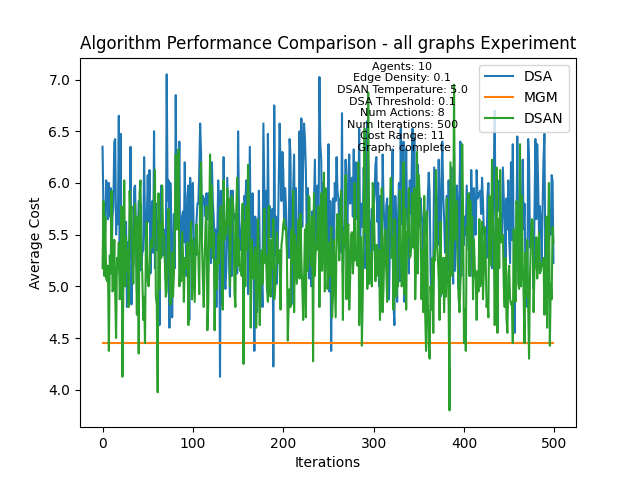 Algorithm Performance Comparison - all graphs Experiment
Agents: 10
Edge Density: 0.1
DSAN Temperature: 5.0
DSA Threshold: 0.1
Num Actions: 8
Num Iterations: 500
Cost Range: 11
Graph: complete
DSA
MGM
DSAN
Average Cost
7.0
6.5
6.0
5.5
5.0
4.5
4.0
0 100 200 300 400 500
Iterations